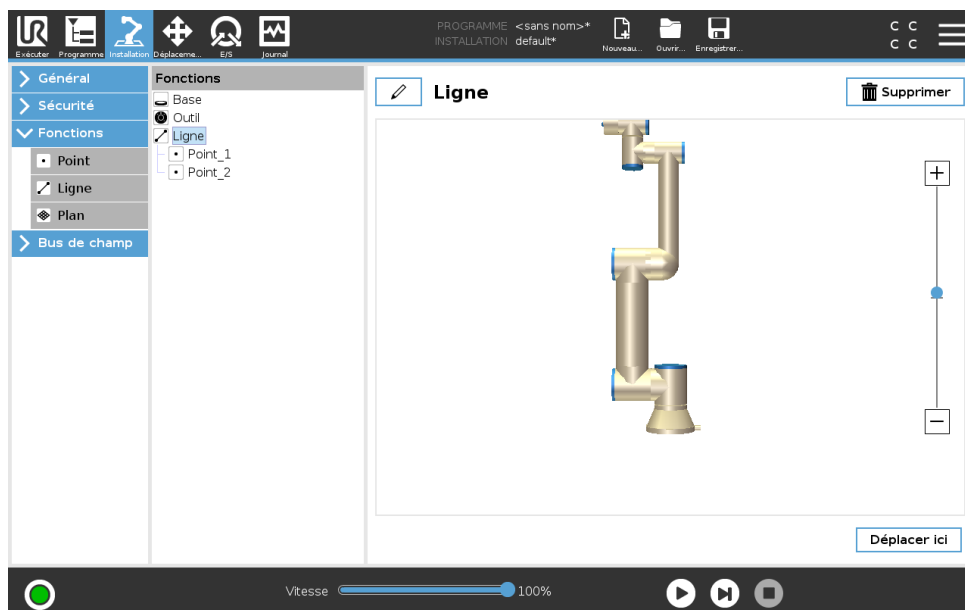 UR
Exécuter Programme Installation Déplaceme... E/S Journal
PROGRAMME <sans nom>*
INSTALLATION default*
Nouveau... Ouvrir... Enregistrer...
C C
C C
Général
Sécurité
Fonctions
Point
Ligne
Plan
Bus de champ
Fonctions
Base
Outil
Ligne
Point_1
Point_2
Ligne
Supprimer
Déplacer ici
Vitesse 100%